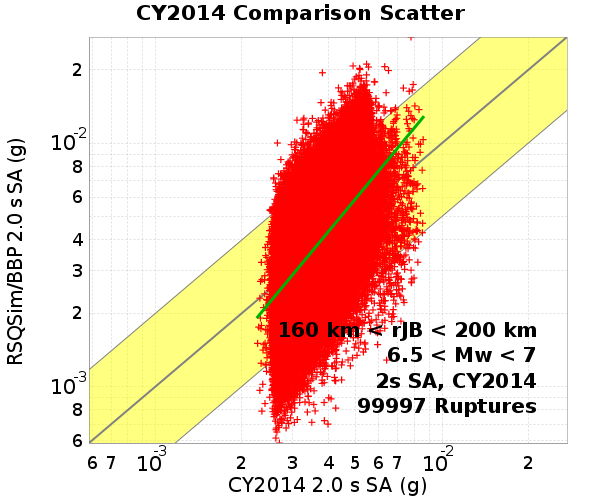 CY2014 Comparison Scatter
RSQSim/BBP 2.0 s SA (g)
2
10-2
8
6
4
3
2
10-3
8
6
160 km < rJB < 200 km
6.5 < Mw < 7
2s SA, CY2014
99997 Ruptures
6 7 10-3 2 3 4 5 6 7 10-2 2
CY2014 2.0 s SA (g)